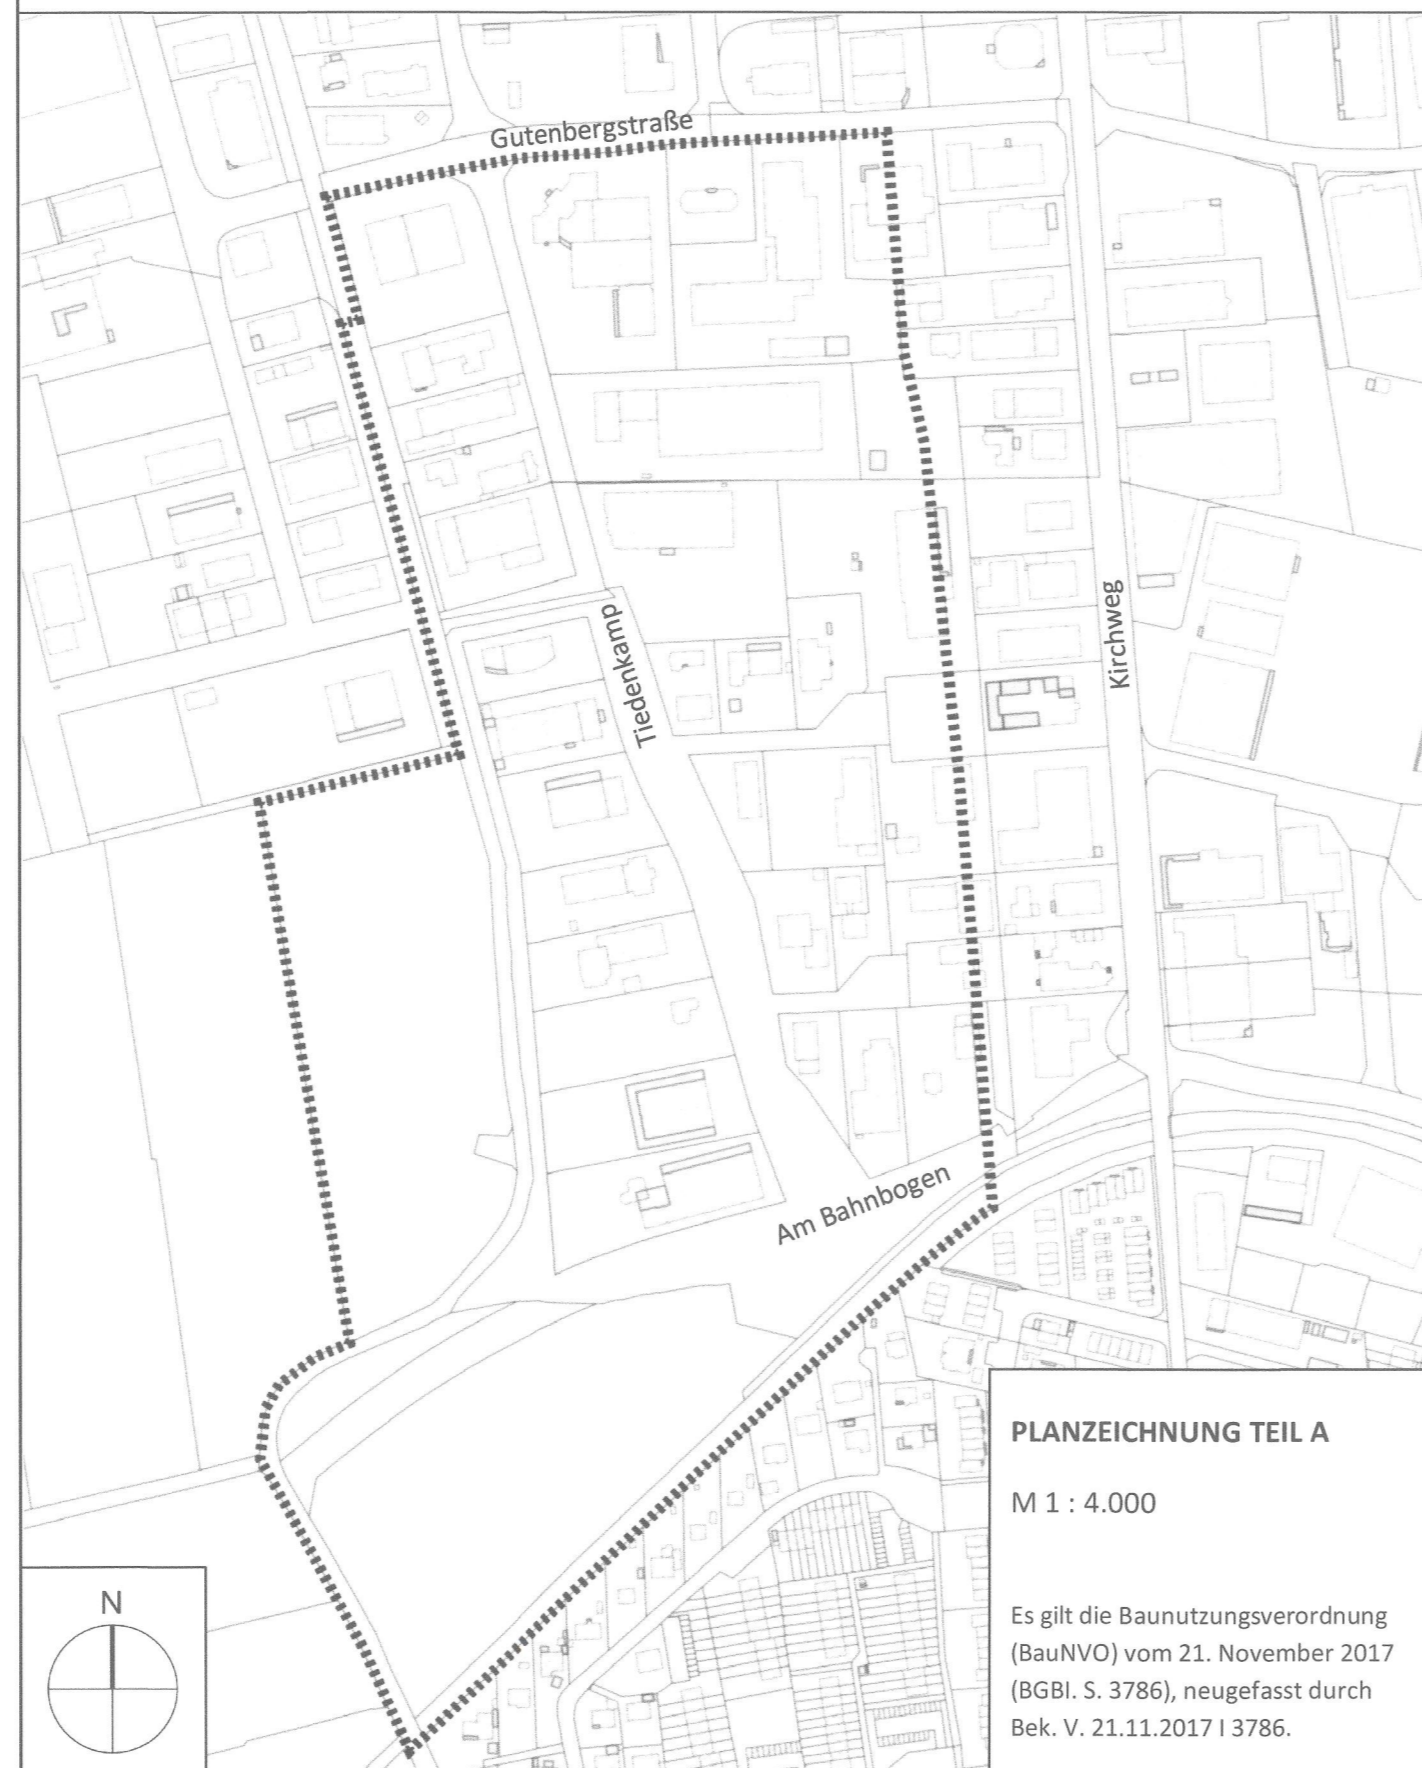 Gutenbergstraße
Tiedenkamp
Kirchweg
Am Bahnbogen
PLANZEICHNUNG TEIL A
M 1 : 4.000
Es gilt die Baunutzungsverordnung
(BauNVO) vom 21. November 2017
(BGBl. S. 3786), neugefasst durch
Bek. V. 21.11.2017 I 3786.
N